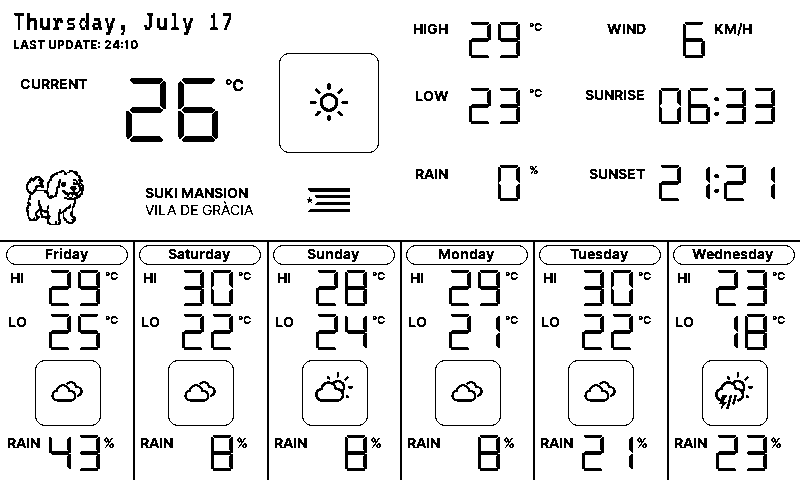 Thursday, July 17
LAST UPDATE: 24:10
CURRENT 26 °C
SUKI MANSION
VILA DE GRÀCIA
HIGH 29 °C
LOW 23 °C
RAIN 0 %
WIND 6 KM/H
SUNRISE 06:33
SUNSET 21:21
Friday
HI 29 °C
LO 25 °C
RAIN 43 %
Saturday
HI 30 °C
LO 22 °C
RAIN 8 %
Sunday
HI 28 °C
LO 24 °C
RAIN 8 %
Monday
HI 29 °C
LO 21 °C
RAIN 8 %
Tuesday
HI 30 °C
LO 22 °C
RAIN 21 %
Wednesday
HI 23 °C
LO 18 °C
RAIN 23 %